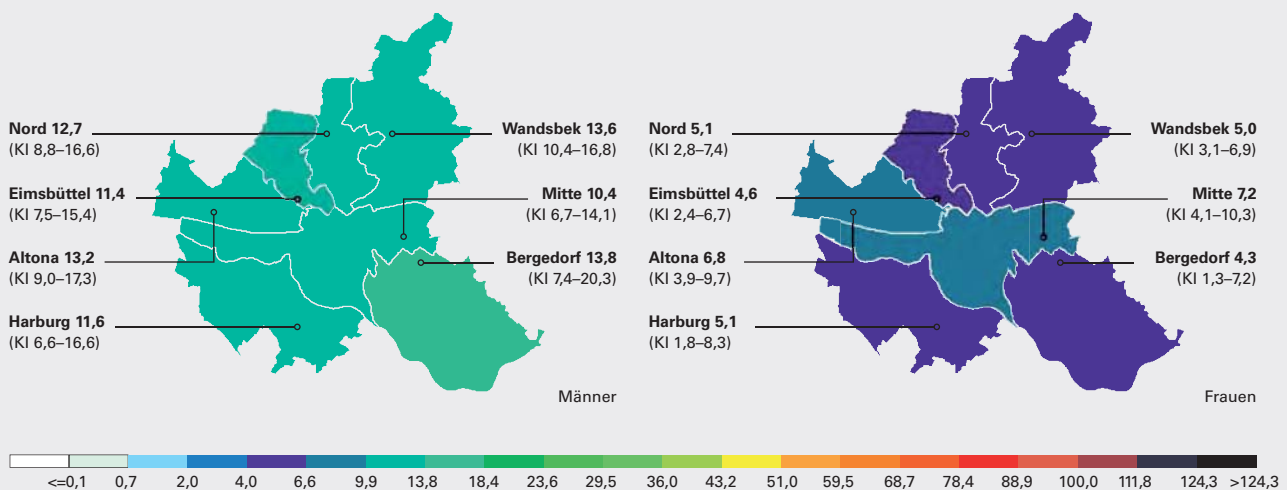 Nord 12,7
(KI 8,8–16,6)
Eimsbüttel 11,4
(KI 7,5–15,4)
Altona 13,2
(KI 9,0–17,3)
Harburg 11,6
(KI 6,6–16,6)
Wandsbek 13,6
(KI 10,4–16,8)
Mitte 10,4
(KI 6,7–14,1)
Bergedorf 13,8
(KI 7,4–20,3)
Männer
Nord 5,1
(KI 2,8–7,4)
Eimsbüttel 4,6
(KI 2,4–6,7)
Altona 6,8
(KI 3,9–9,7)
Harburg 5,1
(KI 1,8–8,3)
Wandsbek 5,0
(KI 3,1–6,9)
Mitte 7,2
(KI 4,1–10,3)
Bergedorf 4,3
(KI 1,3–7,2)
Frauen
<=0,1 0,7 2,0 4,0 6,6 9,9 13,8 18,4 23,6 29,5 36,0 43,2 51,0 59,5 68,7 78,4 88,9 100,0 111,8 124,3 >124,3